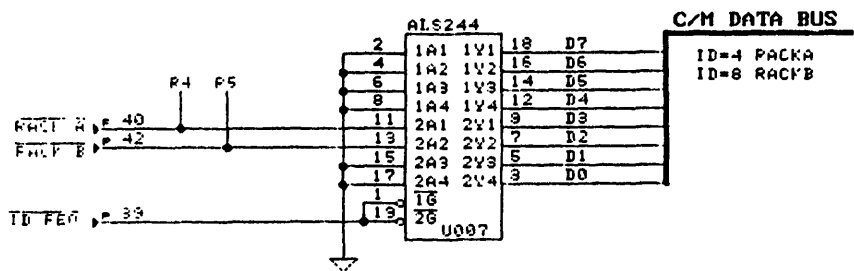 ALS244
C/M DATA BUS
ID=4 RACKA
ID=8 RACKB
2 1A1 1Y1 18 D7
4 1A2 1Y2 16 D6
6 1A3 1Y3 14 D5
8 1A4 1Y4 12 D4
R4 R5
RACK A P 40 11 2A1 2Y1 9 D3
RACK B P 42 13 2A2 2Y2 7 D2
15 2A3 2Y3 5 D1
17 2A4 2Y4 3 D0
1 1G
P 39 19 2G
U007